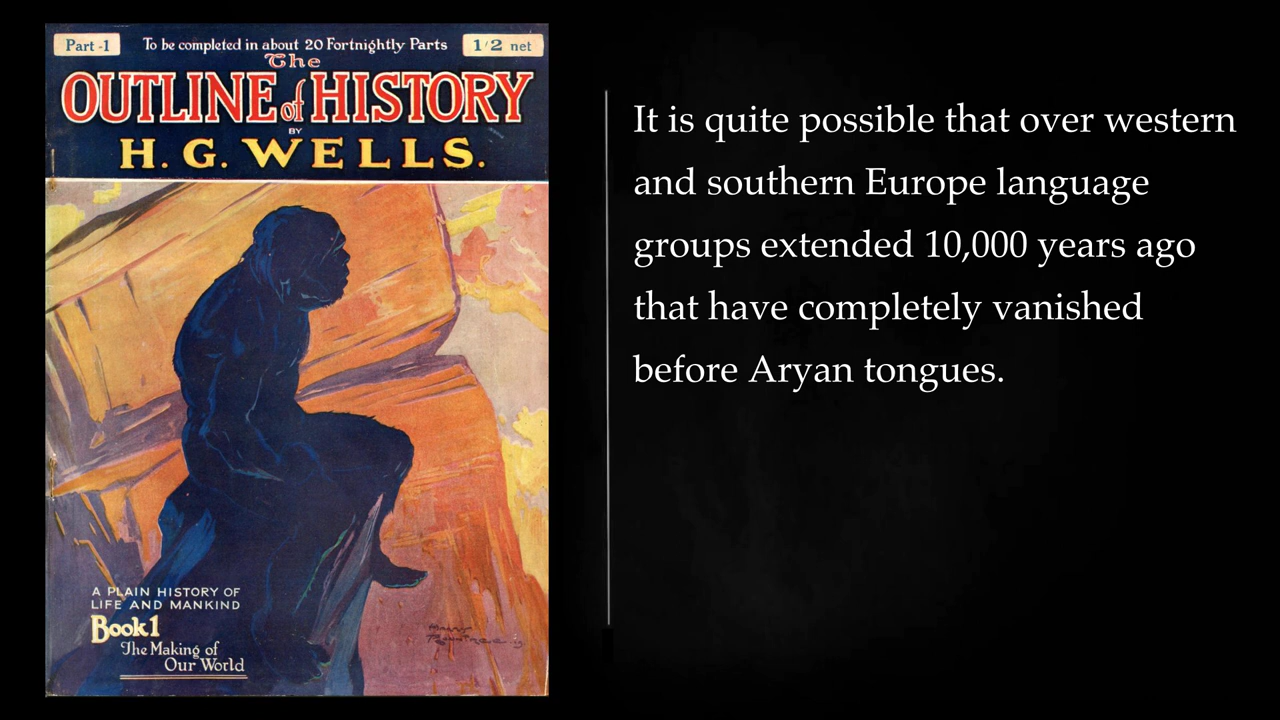 Part -1
To be completed in about 20 Fortnightly Parts
1/2 net
The
OUTLINE of HISTORY
BY
H. G. WELLS.
A PLAIN HISTORY OF
LIFE AND MANKIND
Book 1
The Making of
Our World
It is quite possible that over western
and southern Europe language
groups extended 10,000 years ago
that have completely vanished
before Aryan tongues.